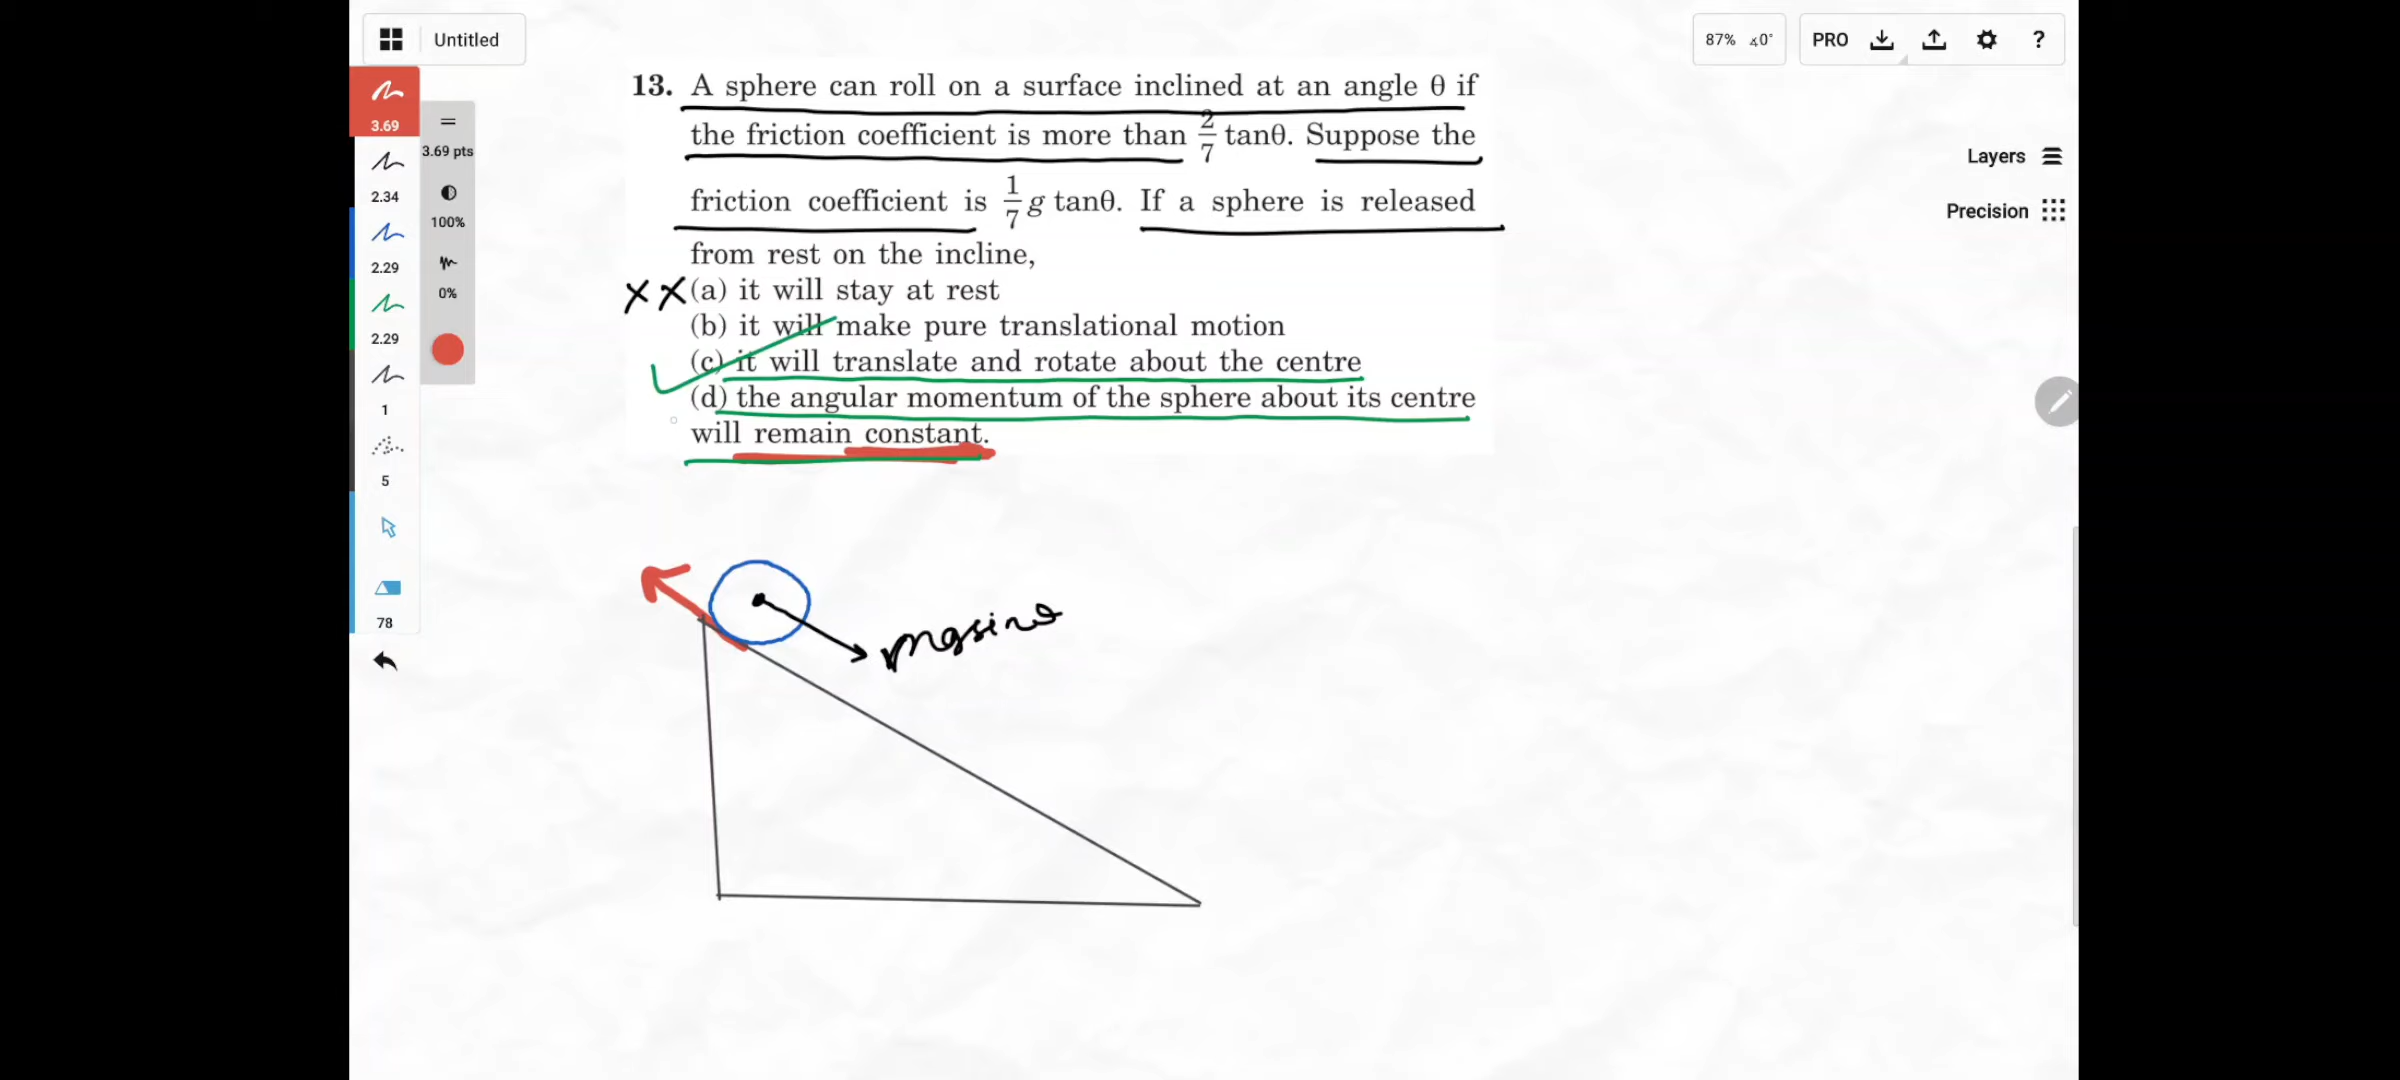 Untitled
87% ∡0°
PRO
?
3.69
3.69 pts
2.34
100%
2.29
0%
2.29
1
5
78
Layers
Precision
13. A sphere can roll on a surface inclined at an angle θ if
the friction coefficient is more than 2/7 tanθ. Suppose the
friction coefficient is 1/7 g tanθ. If a sphere is released
from rest on the incline,
(a) it will stay at rest
(b) it will make pure translational motion
(c) it will translate and rotate about the centre
(d) the angular momentum of the sphere about its centre
will remain constant.
mgsinθ